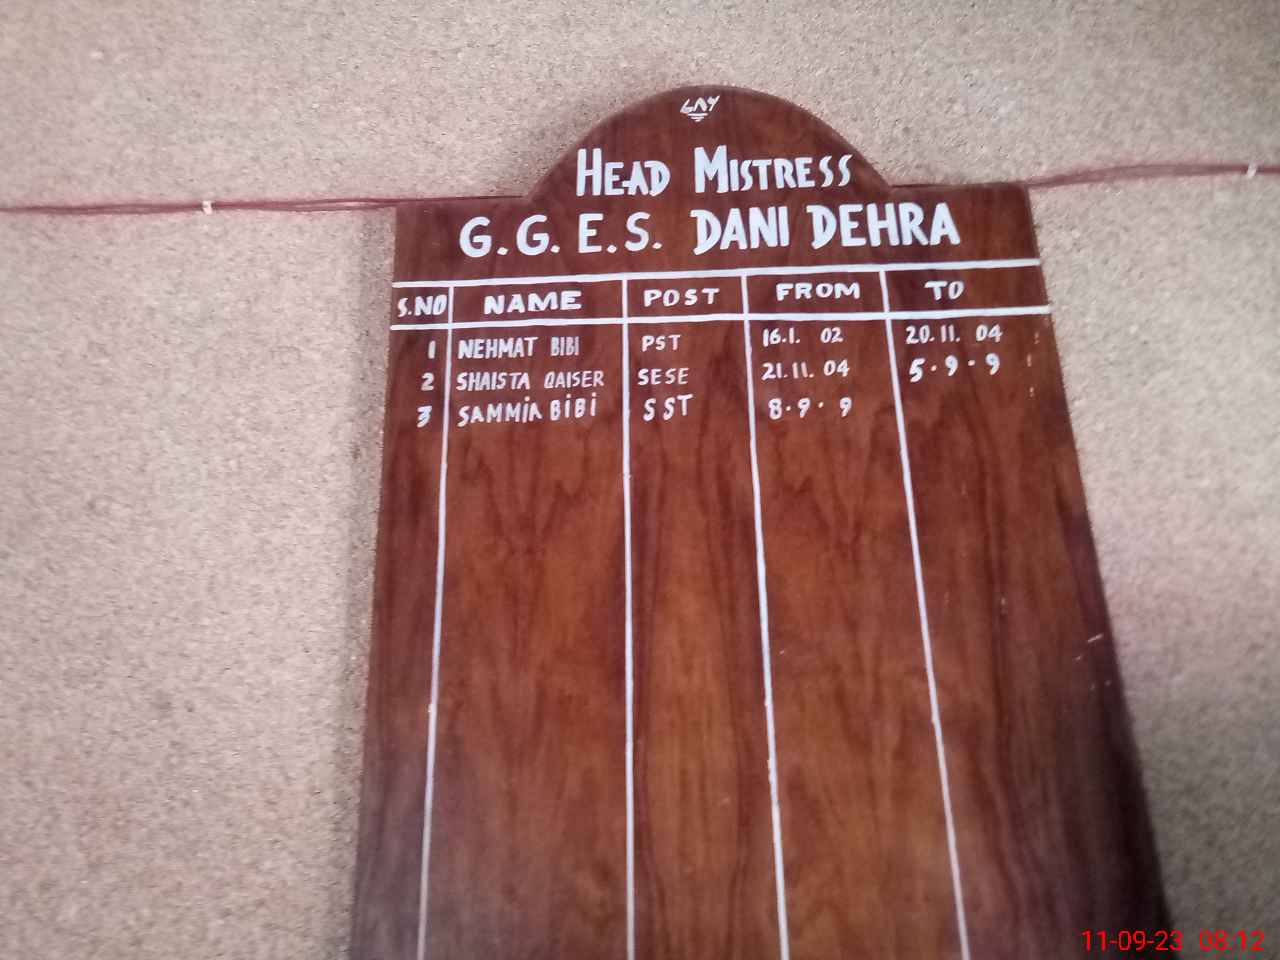 HEAD MISTRESS
G.G.E.S. DANI DEHRA
S.NO NAME POST FROM TO
1 NEHMAT BIBI PST 16.1. 02 20.11. 04
2 SHAISTA QAISER SESE 21.11. 04 5.9.9
3 SAMMIA BIBI SST 8.9.9
11-09-23 08:12